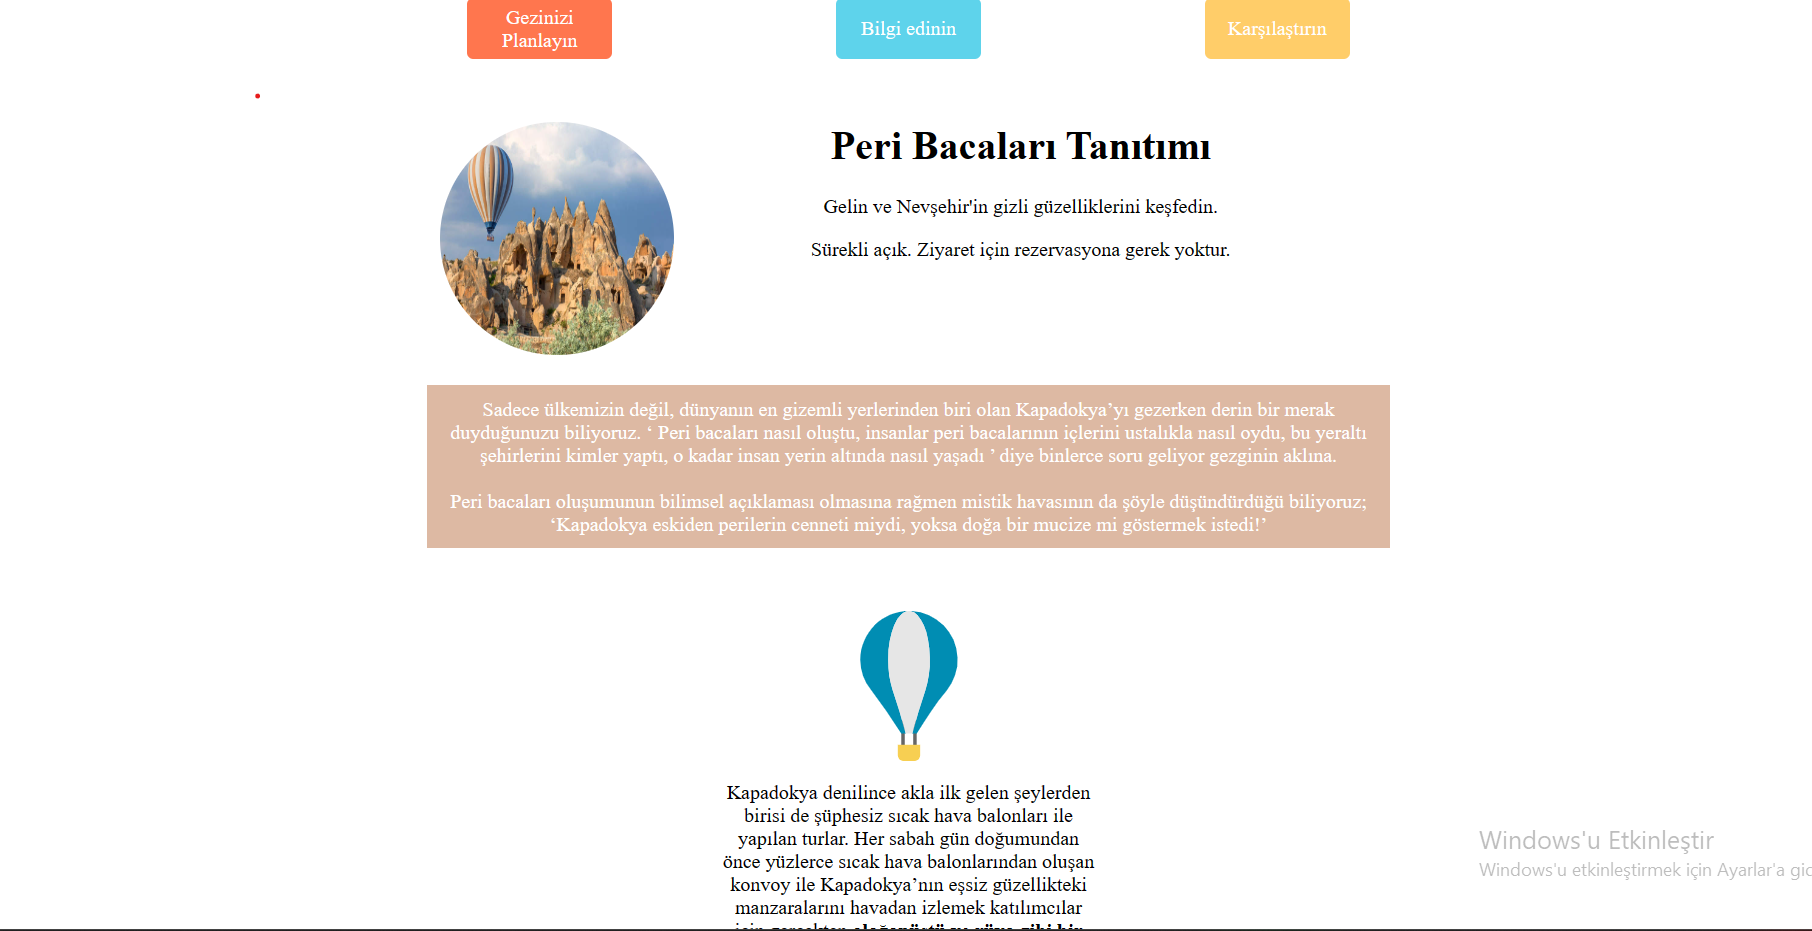 Gezinizi
Planlayın
Bilgi edinin
Karşılaştırın
Peri Bacaları Tanıtımı
Gelin ve Nevşehir'in gizli güzelliklerini keşfedin.
Sürekli açık. Ziyaret için rezervasyona gerek yoktur.
Sadece ülkemizin değil, dünyanın en gizemli yerlerinden biri olan Kapadokya’yı gezerken derin bir merak
duyduğunuzu biliyoruz. ‘ Peri bacaları nasıl oluştu, insanlar peri bacalarının içlerini ustalıkla nasıl oydu, bu yeraltı
şehirlerini kimler yaptı, o kadar insan yerin altında nasıl yaşadı ’ diye binlerce soru geliyor gezginin aklına.
Peri bacaları oluşumunun bilimsel açıklaması olmasına rağmen mistik havasının da şöyle düşündürdüğü biliyoruz;
‘Kapadokya eskiden perilerin cenneti miydi, yoksa doğa bir mucize mi göstermek istedi!’
Kapadokya denilince akla ilk gelen şeylerden
birisi de şüphesiz sıcak hava balonları ile
yapılan turlar. Her sabah gün doğumundan
önce yüzlerce sıcak hava balonlarından oluşan
konvoy ile Kapadokya’nın eşsiz güzellikteki
manzaralarını havadan izlemek katılımcılar
Windows'u Etkinleştir
Windows'u etkinleştirmek için Ayarlar'a gid